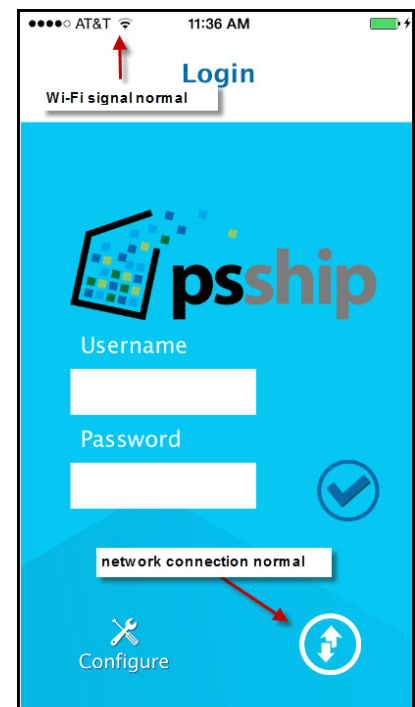 AT&T 11:36 AM
Login
Wi-Fi signal normal
psship
Username
Password
network connection normal
Configure